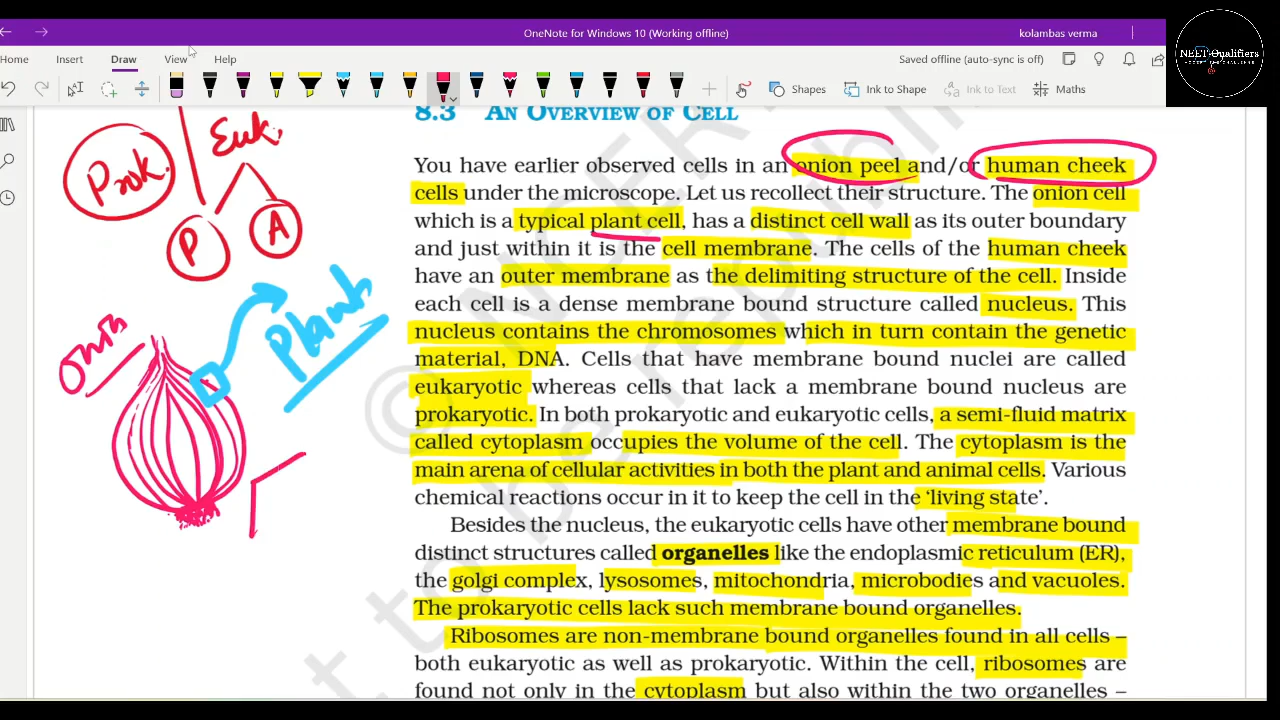 OneNote for Windows 10 (Working offline)
kolambas verma
NEET Qualifiers
Home Insert Draw View Help
Saved offline (auto-sync is off)
Shapes Ink to Shape Ink to Text Maths
8.3 AN OVERVIEW OF CELL
You have earlier observed cells in an onion peel and/or human cheek
cells under the microscope. Let us recollect their structure. The onion cell
which is a typical plant cell, has a distinct cell wall as its outer boundary
and just within it is the cell membrane. The cells of the human cheek
have an outer membrane as the delimiting structure of the cell. Inside
each cell is a dense membrane bound structure called nucleus. This
nucleus contains the chromosomes which in turn contain the genetic
material, DNA. Cells that have membrane bound nuclei are called
eukaryotic whereas cells that lack a membrane bound nucleus are
prokaryotic. In both prokaryotic and eukaryotic cells, a semi-fluid matrix
called cytoplasm occupies the volume of the cell. The cytoplasm is the
main arena of cellular activities in both the plant and animal cells. Various
chemical reactions occur in it to keep the cell in the 'living state'.
Besides the nucleus, the eukaryotic cells have other membrane bound
distinct structures called organelles like the endoplasmic reticulum (ER),
the golgi complex, lysosomes, mitochondria, microbodies and vacuoles.
The prokaryotic cells lack such membrane bound organelles.
Ribosomes are non-membrane bound organelles found in all cells –
both eukaryotic as well as prokaryotic. Within the cell, ribosomes are
found not only in the cytoplasm but also within the two organelles –
Prok.
Euk.
P
A
Onion
Plant